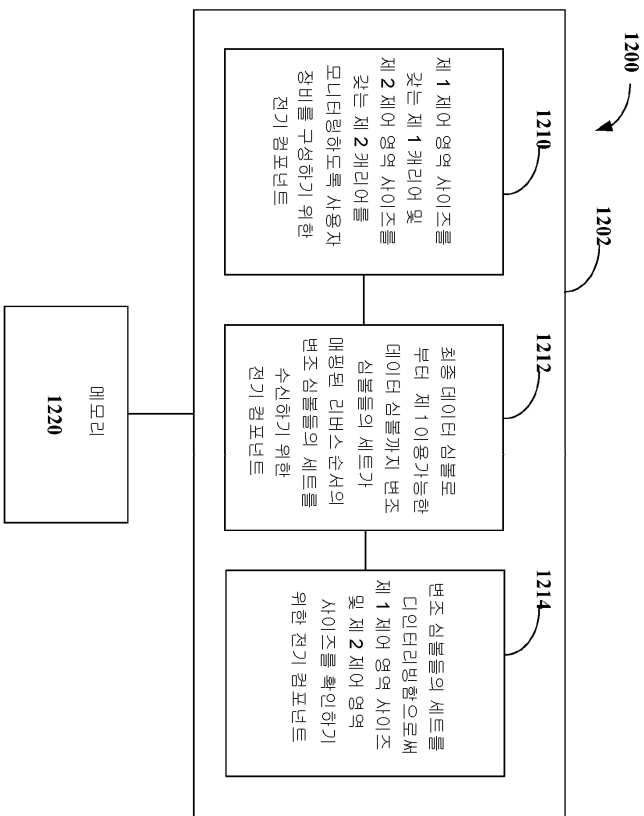 1200
1202
1210
제 1 제어 영역 사이즈를
갖는 제 1 캐리어 및
제 2 제어 영역 사이즈를
갖는 제 2 캐리어를
모니터링하도록 사용자
장비를 구성하기 위한
전기 컴포넌트
1212
최종 데이터 심볼로
부터 제 1 이용가능한
데이터 심볼까지 변조
심볼들의 세트가
매핑된 리버스 순서의
변조 심볼들의 세트를
수신하기 위한
전기 컴포넌트
1214
변조 심볼들의 세트를
디인터리빙함으로써
제 1 제어 영역 사이즈
및 제 2 제어 영역
사이즈를 확인하기
위한 전기 컴포넌트
메모리
1220